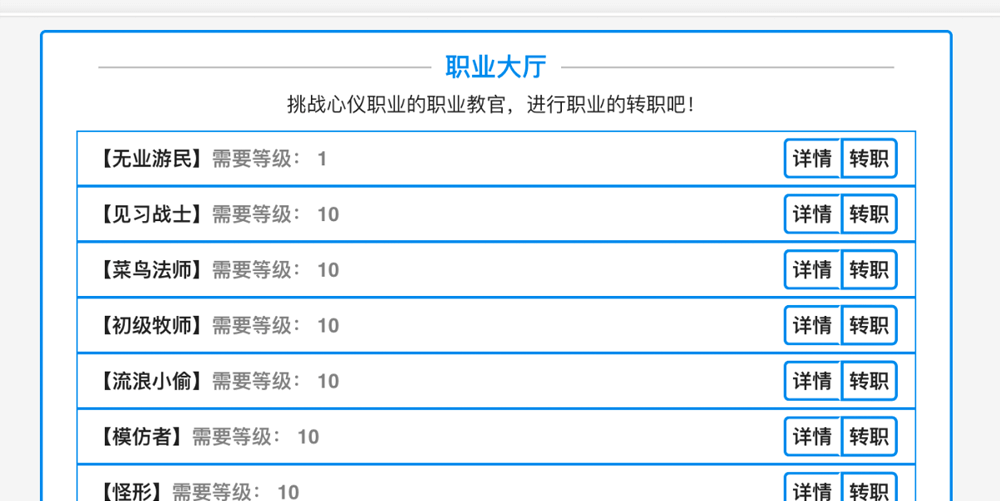 职业大厅
挑战心仪职业的职业教官，进行职业的转职吧！
【无业游民】需要等级： 1 详情 转职
【见习战士】需要等级： 10 详情 转职
【菜鸟法师】需要等级： 10 详情 转职
【初级牧师】需要等级： 10 详情 转职
【流浪小偷】需要等级： 10 详情 转职
【模仿者】需要等级： 10 详情 转职
【怪形】需要等级： 10 详情 转职